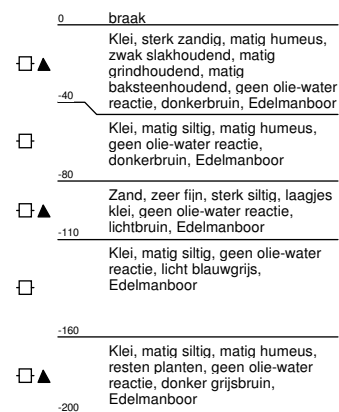 0 braak
Klei, sterk zandig, matig humeus,
zwak slakhoudend, matig
grindhoudend, matig
baksteenhoudend, geen olie-water
reactie, donkerbruin, Edelmanboor
-40
Klei, matig siltig, matig humeus,
geen olie-water reactie,
donkerbruin, Edelmanboor
-80
Zand, zeer fijn, sterk siltig, laagjes
klei, geen olie-water reactie,
lichtbruin, Edelmanboor
-110
Klei, matig siltig, geen olie-water
reactie, licht blauwgrijs,
Edelmanboor
-160
Klei, matig siltig, matig humeus,
resten planten, geen olie-water
reactie, donker grijsbruin,
Edelmanboor
-200